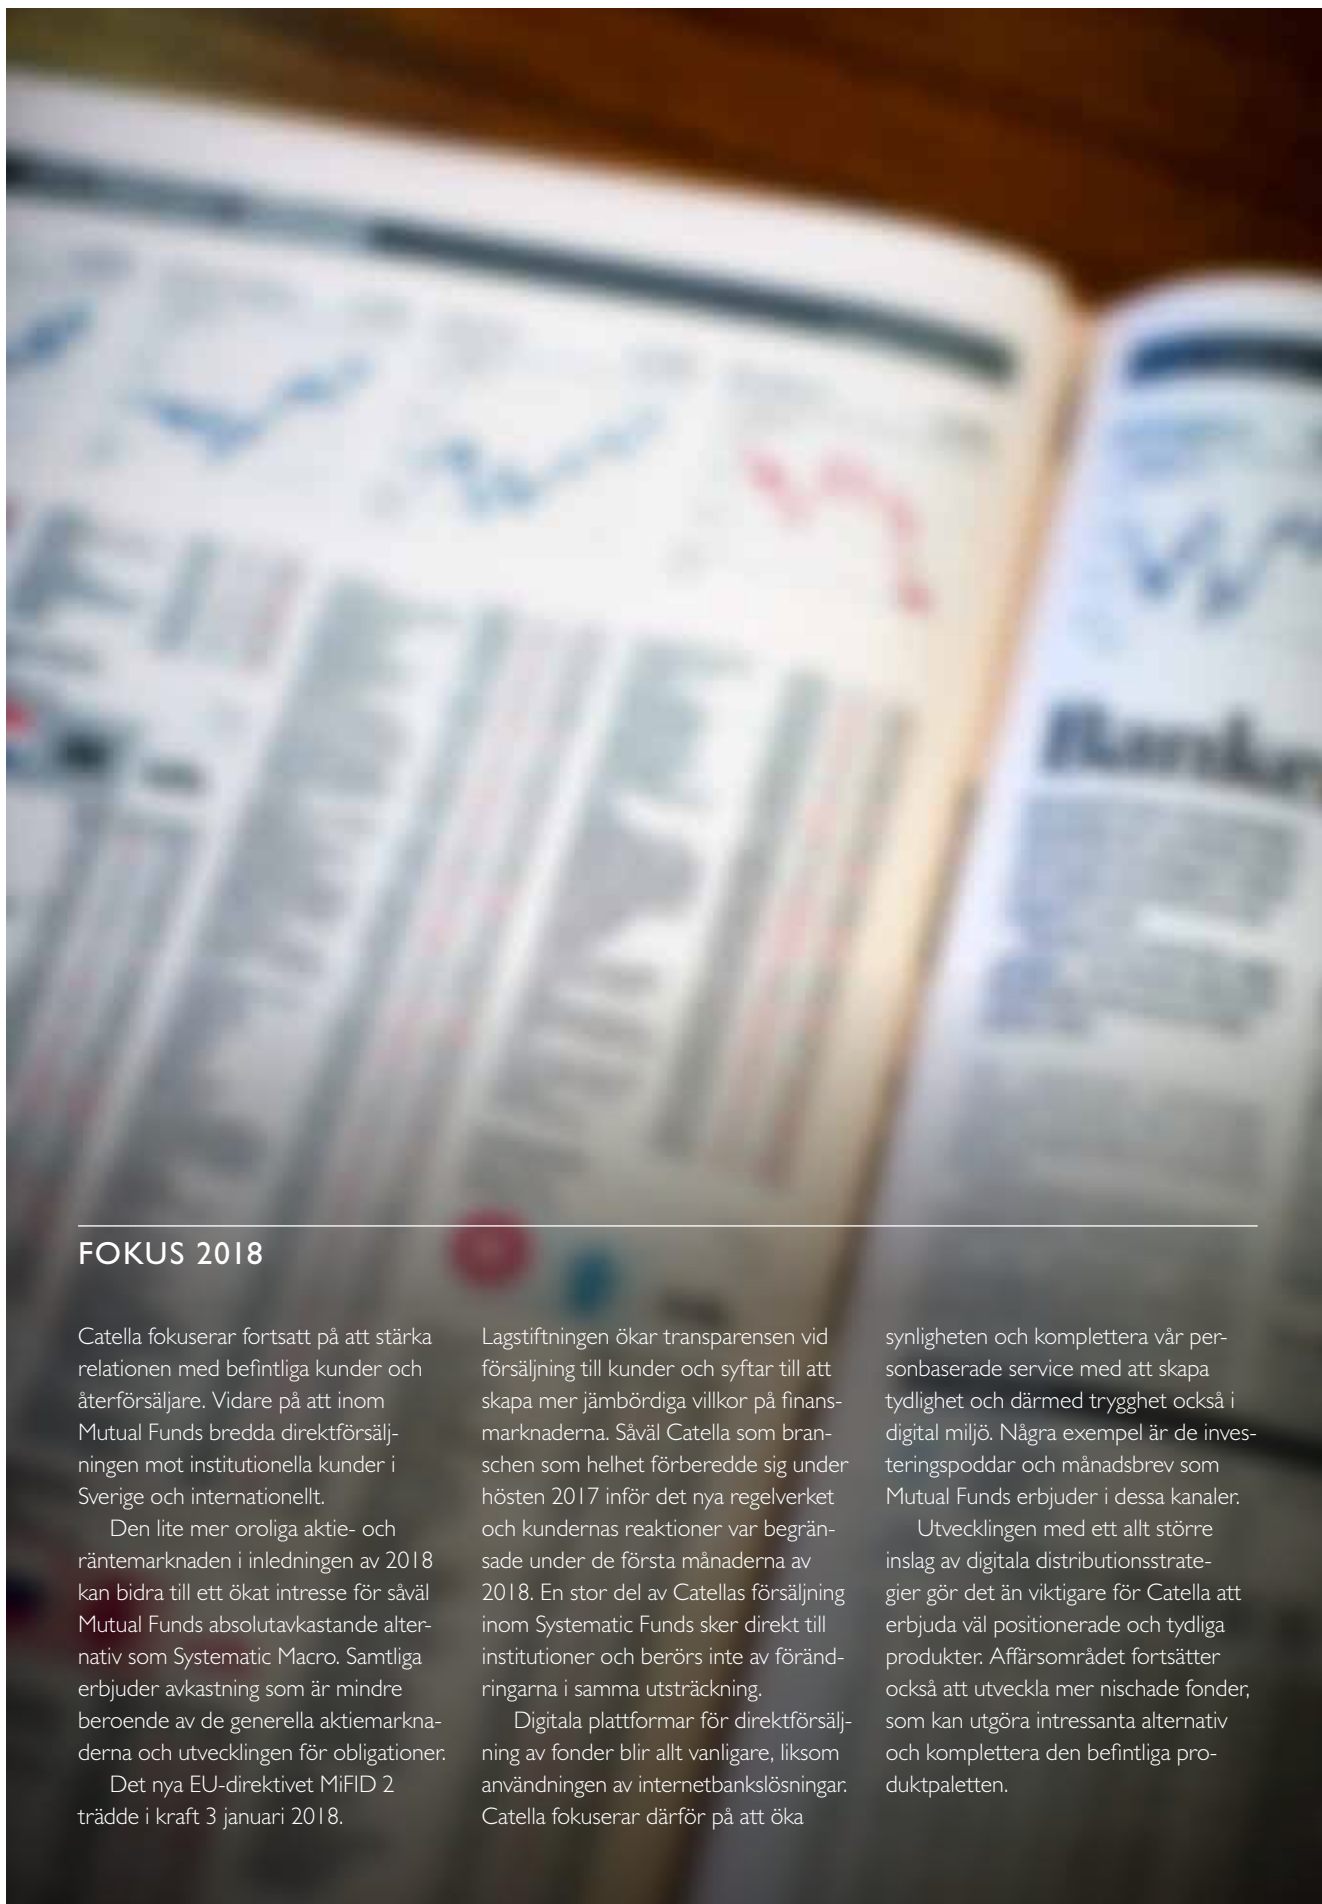 FOKUS 2018
Catella fokuserar fortsatt på att stärka
relationen med befintliga kunder och
återförsäljare. Vidare på att inom
Mutual Funds bredda direktförsälj-
ningen mot institutionella kunder i
Sverige och internationellt.
Den lite mer oroliga aktie- och
räntemarknaden i inledningen av 2018
kan bidra till ett ökat intresse för såväl
Mutual Funds absolutavkastande alter-
nativ som Systematic Macro. Samtliga
erbjuder avkastning som är mindre
beroende av de generella aktiemarkna-
derna och utvecklingen för obligationer.
Det nya EU-direktivet MiFID 2
trädde i kraft 3 januari 2018.
Lagstiftningen ökar transparensen vid
försäljning till kunder och syftar till att
skapa mer jämbördiga villkor på finans-
marknaderna. Såväl Catella som bran-
schen som helhet förberedde sig under
hösten 2017 inför det nya regelverket
och kundernas reaktioner var begrän-
sade under de första månaderna av
2018. En stor del av Catellas försäljning
inom Systematic Funds sker direkt till
institutioner och berörs inte av föränd-
ringarna i samma utsträckning.
Digitala plattformar för direktförsälj-
ning av fonder blir allt vanligare, liksom
användningen av internetbankslösningar.
Catella fokuserar därför på att öka
synligheten och komplettera vår per-
sonbaserade service med att skapa
tydlighet och därmed trygghet också i
digital miljö. Några exempel är de inves-
teringspoddar och månadsbrev som
Mutual Funds erbjuder i dessa kanaler.
Utvecklingen med ett allt större
inslag av digitala distributionsstrate-
gier gör det än viktigare för Catella att
erbjuda väl positionerade och tydliga
produkter. Affärsområdet fortsätter
också att utveckla mer nischade fonder,
som kan utgöra intressanta alternativ
och komplettera den befintliga pro-
duktpaletten.